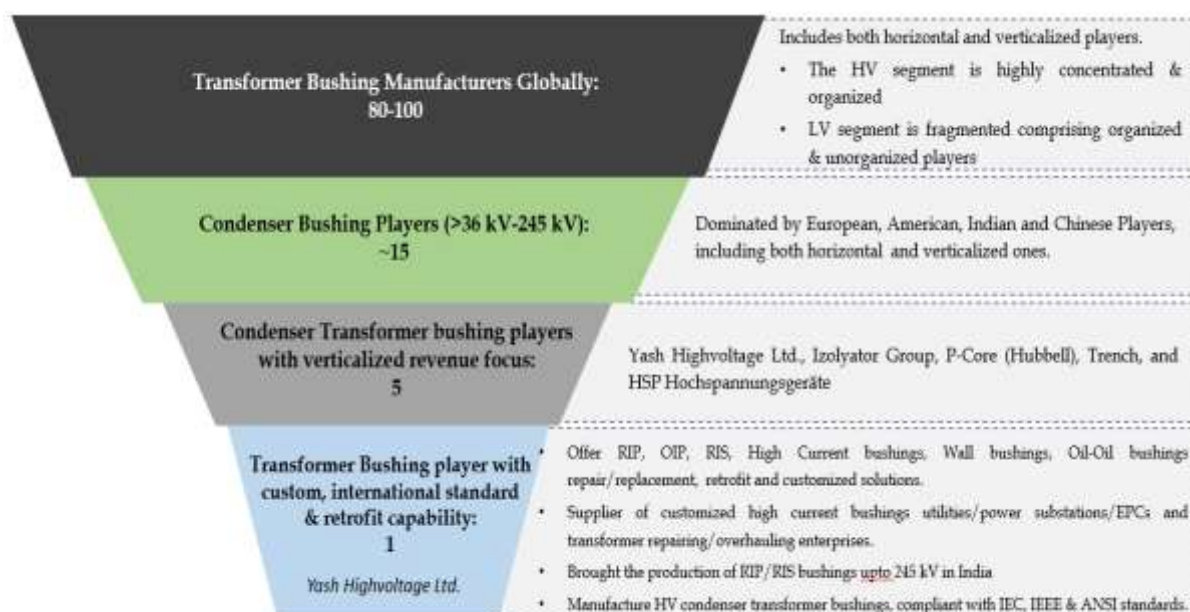 Transformer Bushing Manufacturers Globally:
80-100
Includes both horizontal and verticalized players.
• The HV segment is highly concentrated &
organized
• LV segment is fragmented comprising organized
& unorganized players
Condenser Bushing Players (>36 kV-245 kV):
~15
Dominated by European, American, Indian and Chinese Players,
including both horizontal and verticalized ones.
Condenser Transformer bushing players
with verticalized revenue focus:
5
Yash Highvoltage Ltd., Izolyator Group, P-Core (Hubbell), Trench, and
HSP Hochspannungsgeräte
Transformer Bushing player with
custom, international standard
& retrofit capability:
1
Yash Highvoltage Ltd.
• Offer RIP, OIP, RIS, High Current bushings, Wall bushings, Oil-Oil bushings
repair/replacement, retrofit and customized solutions.
• Supplier of customized high current bushings utilities/power substations/EPCs and
transformer repairing/overhauling enterprises.
• Brought the production of RIP/RIS bushings upto 245 kV in India
• Manufacture HV condenser transformer bushings, compliant with IEC, IEEE & ANSI standards